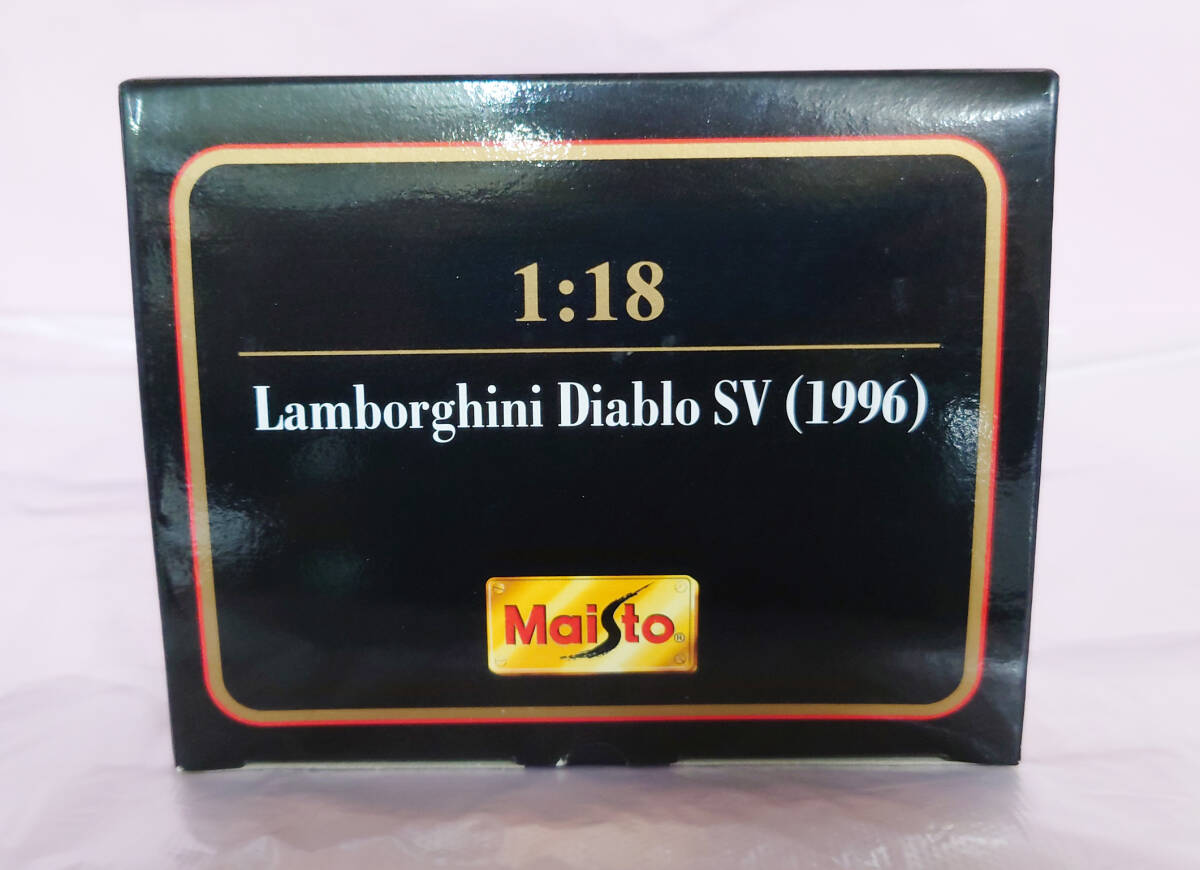 1:18
Lamborghini Diablo SV (1996)
Maisto®